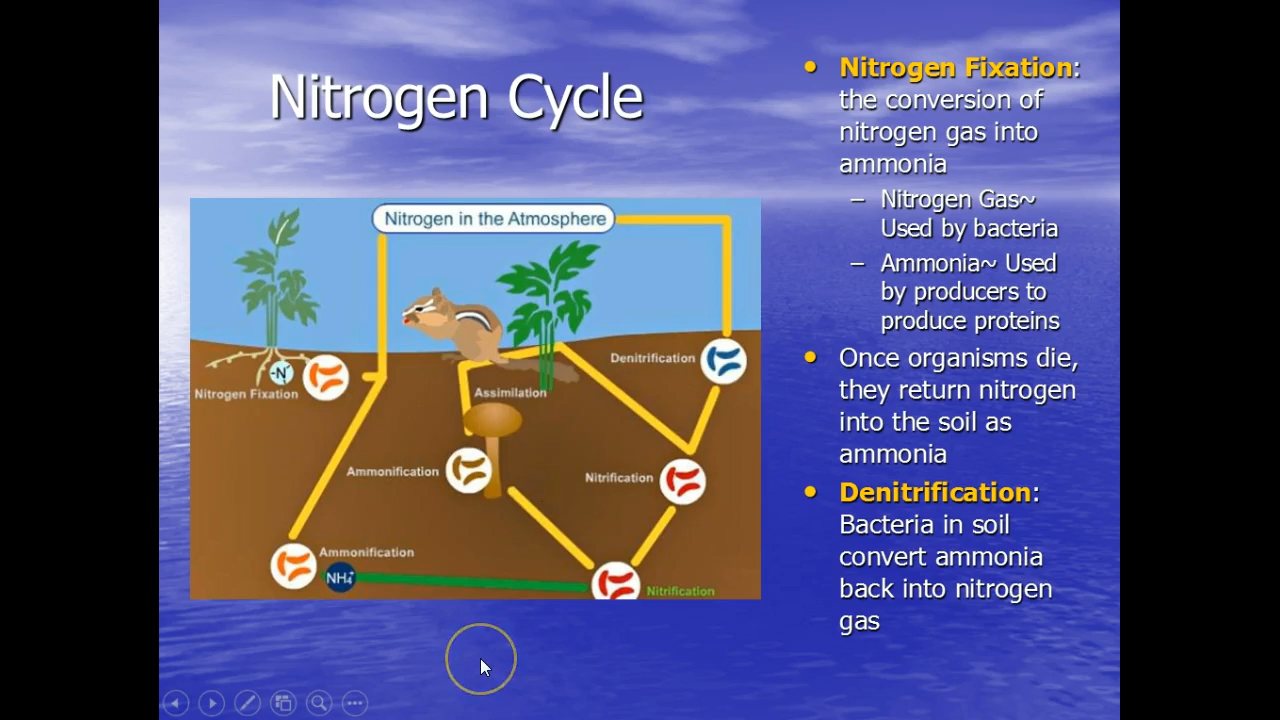 Nitrogen Cycle
Nitrogen in the Atmosphere
Denitrification
-N
Nitrogen Fixation
Assimilation
Ammonification
Nitrification
Ammonification
NH₄⁺
Nitrification
• Nitrogen Fixation:
the conversion of
nitrogen gas into
ammonia
– Nitrogen Gas~
Used by bacteria
– Ammonia~ Used
by producers to
produce proteins
• Once organisms die,
they return nitrogen
into the soil as
ammonia
• Denitrification:
Bacteria in soil
convert ammonia
back into nitrogen
gas